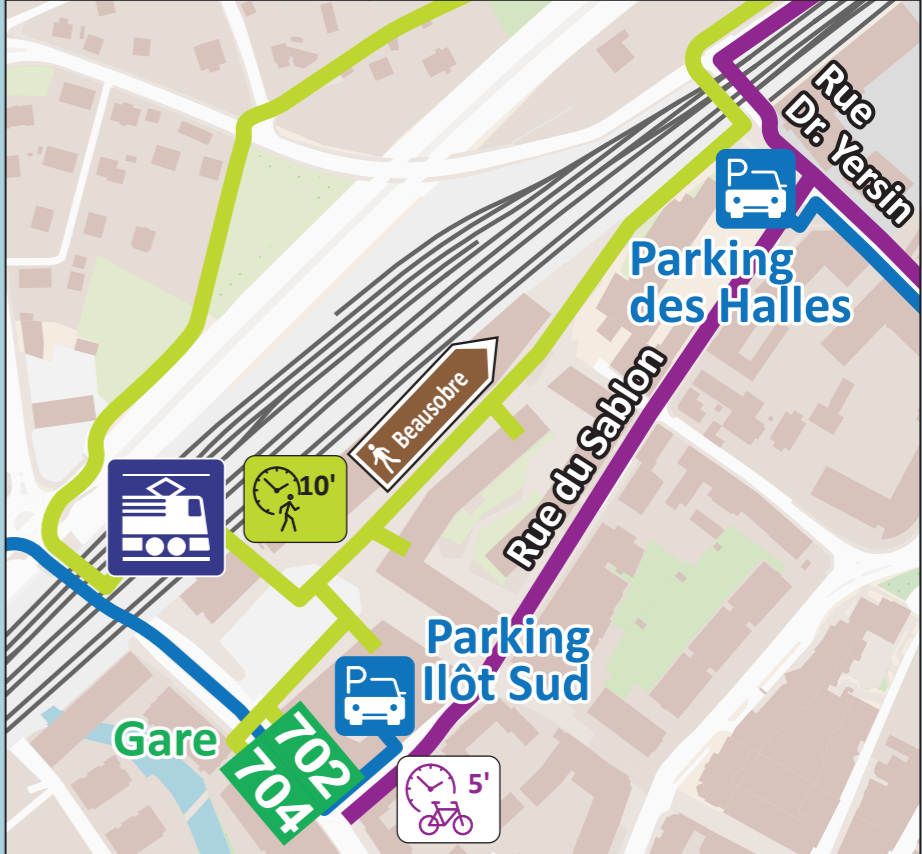 Rue
Dr. Yersin
P
Parking
des Halles
Beausobre
Rue du Sablon
10'
Parking
Ilôt Sud
P
Gare
702
704
5'